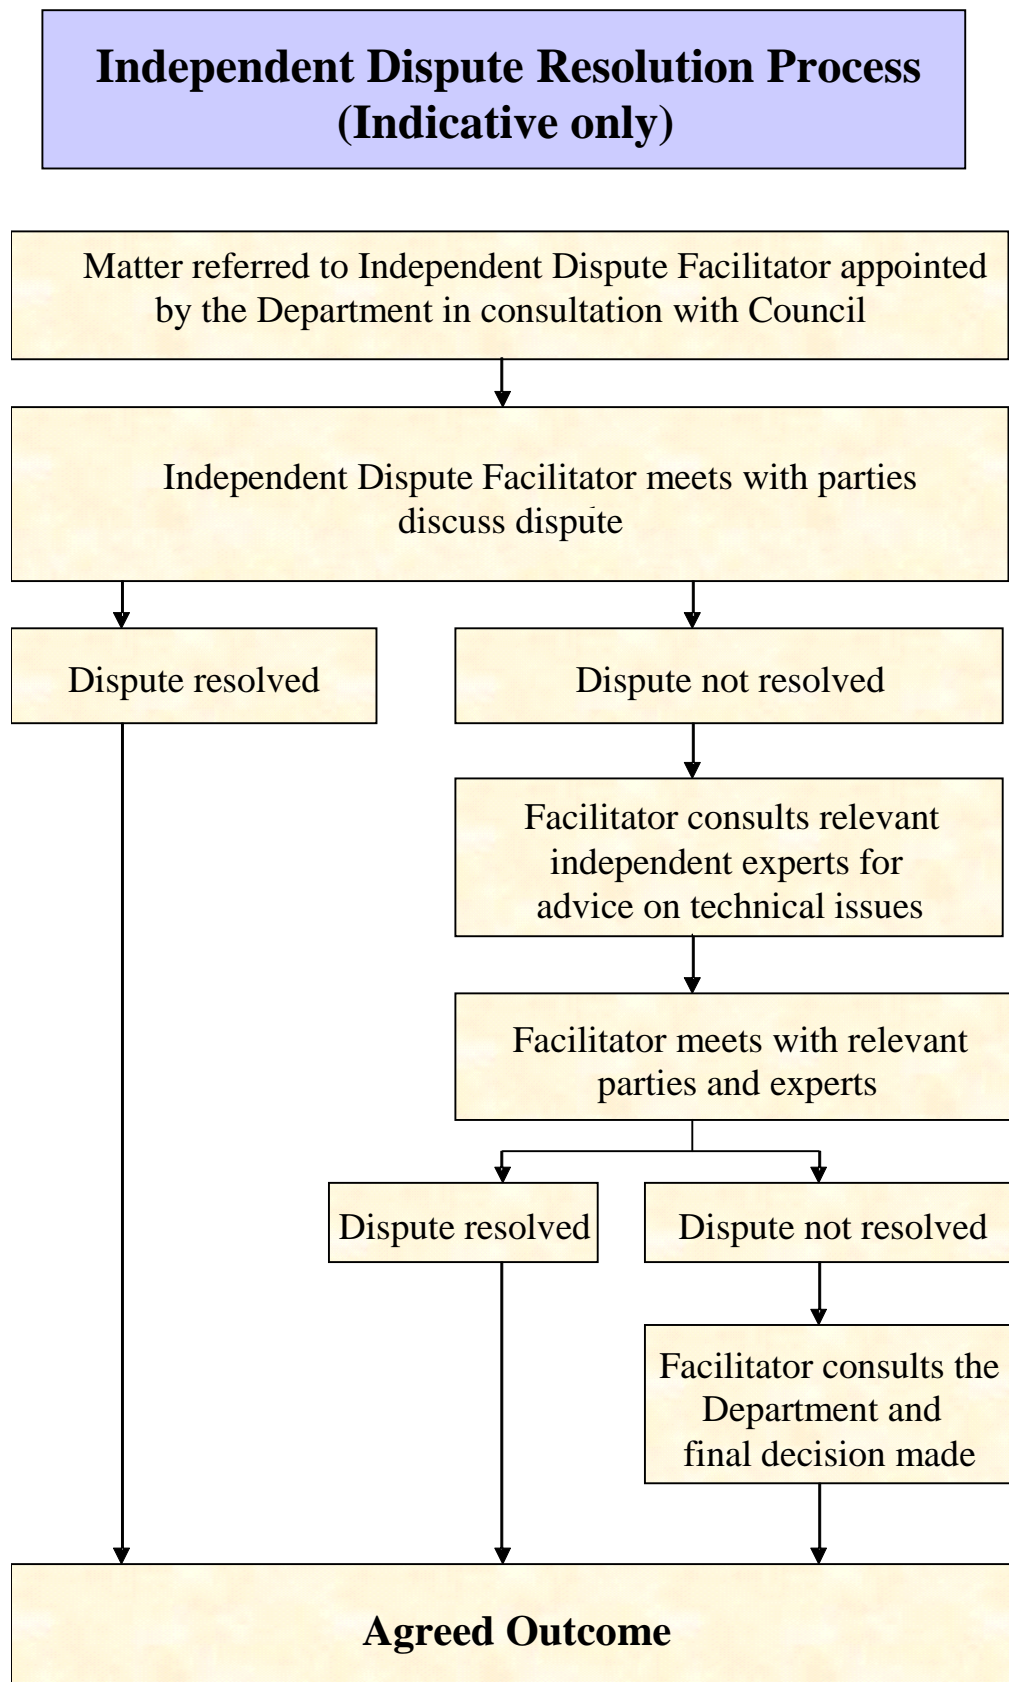 Independent Dispute Resolution Process
(Indicative only)
Matter referred to Independent Dispute Facilitator appointed
by the Department in consultation with Council
Independent Dispute Facilitator meets with parties
discuss dispute
Dispute resolved
Dispute not resolved
Facilitator consults relevant
independent experts for
advice on technical issues
Facilitator meets with relevant
parties and experts
Dispute resolved
Dispute not resolved
Facilitator consults the
Department and
final decision made
Agreed Outcome